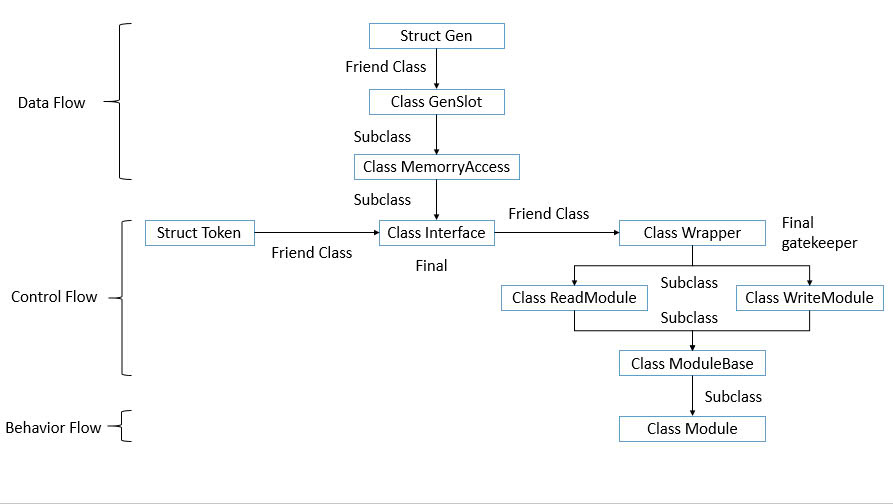 Struct Gen
Friend Class
Data Flow
Class GenSlot
Subclass
Class MemorryAccess
Subclass
Struct Token
Friend Class
Class Interface
Final
Friend Class
Class Wrapper
Final
gatekeeper
Control Flow
Subclass
Class ReadModule
Class WriteModule
Subclass
Class ModuleBase
Subclass
Behavior Flow
Class Module